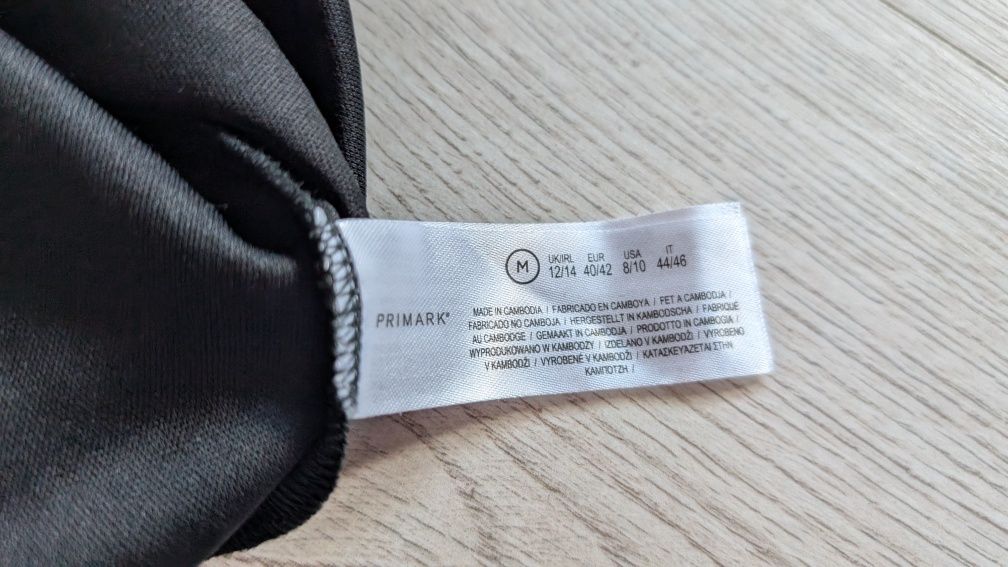 PRIMARK®
M
UK/IRL EUR USA IT
12/14 40/42 8/10 44/46
MADE IN CAMBODIA / FABRICADO EN CAMBOYA / FET A CAMBODJA /
FABRICADO NO CAMBOJA / HERGESTELLT IN KAMBODSCHA / FABRIQUÉ
AU CAMBODGE / GEMAAKT IN CAMBODJA / PRODOTTO IN CAMBOGIA /
WYPRODUKOWANO W KAMBODŻY / IZDELANO V KAMBODŽI / VYROBENO
V KAMBODŽI / VYROBENÉ V KAMBODŽI / ΚΑΤΑΣΚΕΥΑΖΕΤΑΙ ΣΤΗΝ
ΚΑΜΠΟΤΖΗ /